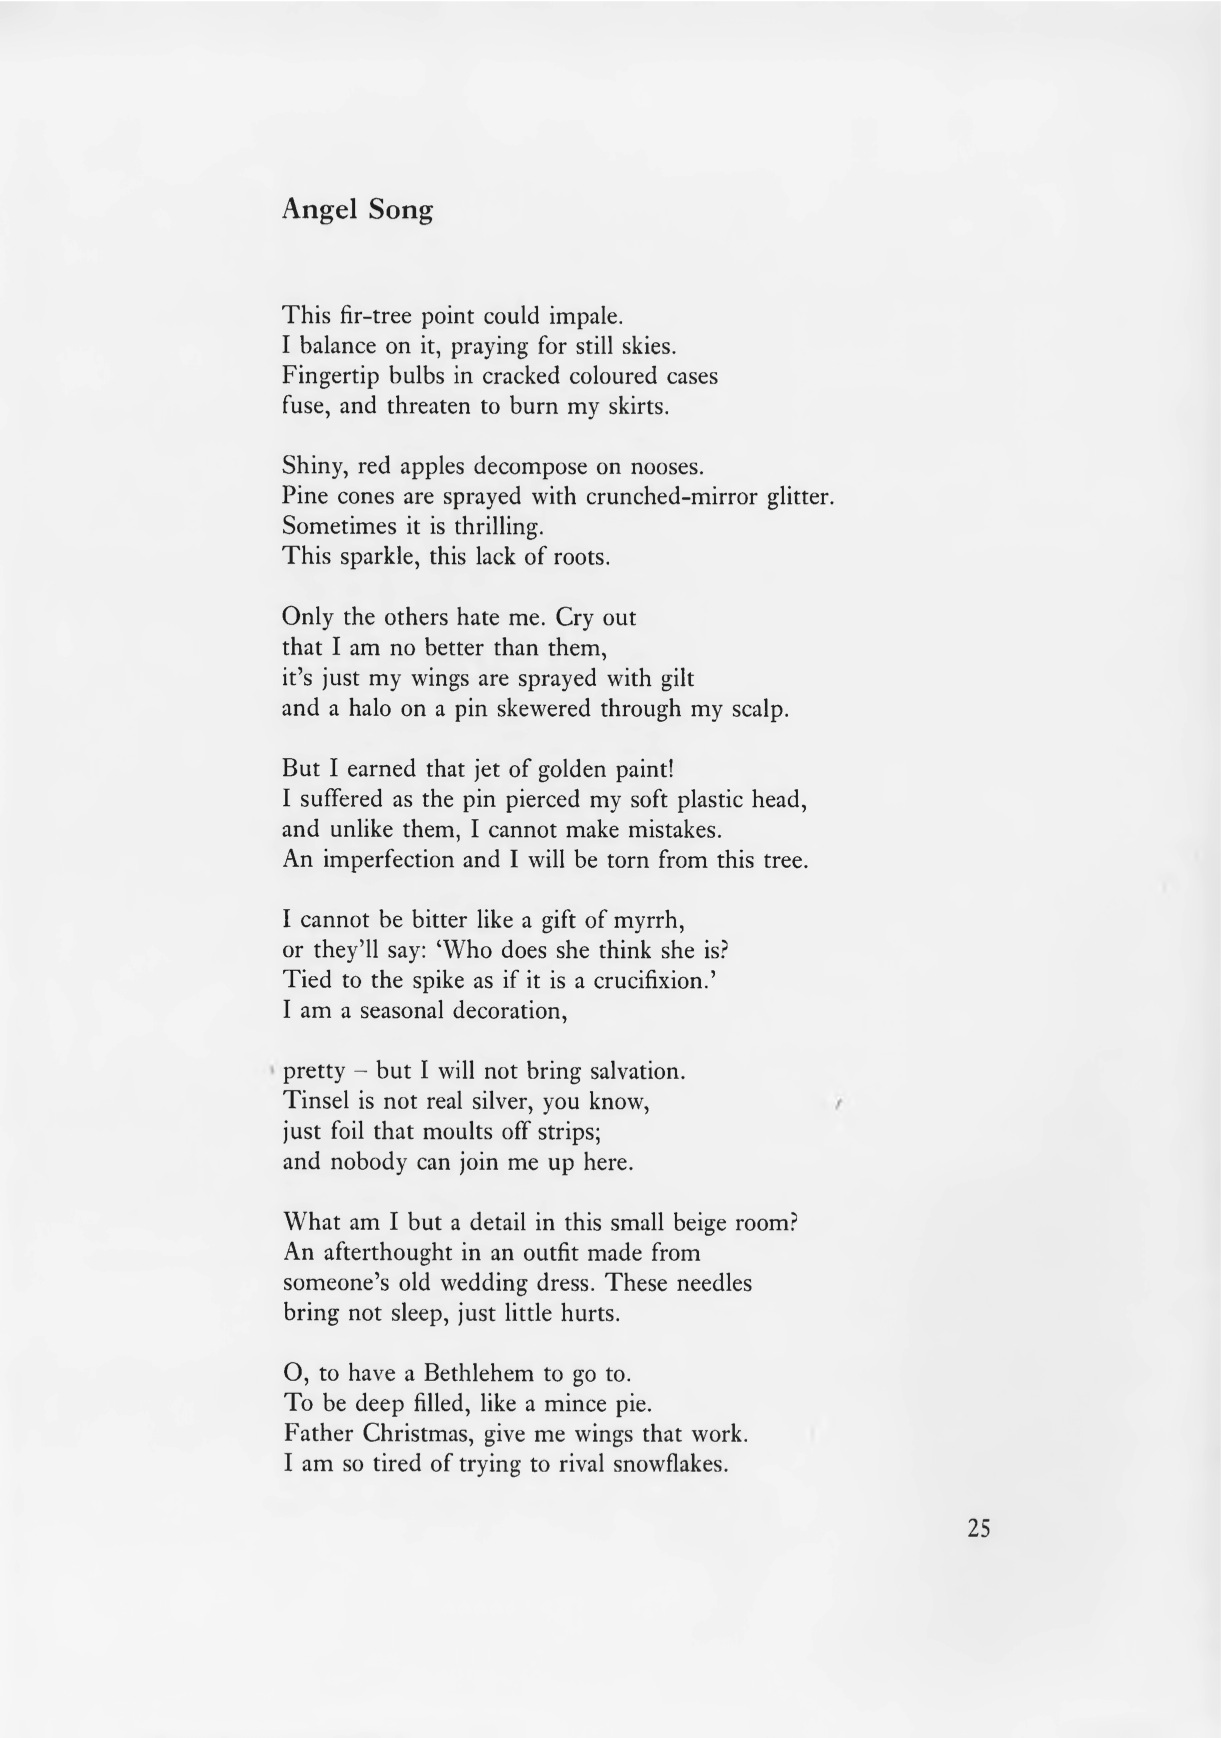 Angel Song
This fir-tree point could impale.
I balance on it, praying for still skies.
Fingertip bulbs in cracked coloured cases
fuse, and threaten to burn my skirts.
Shiny, red apples decompose on nooses.
Pine cones are sprayed with crunched-mirror glitter.
Sometimes it is thrilling.
This sparkle, this lack of roots.
Only the others hate me. Cry out
that I am no better than them,
it's just my wings are sprayed with gilt
and a halo on a pin skewered through my scalp.
But I earned that jet of golden paint!
I suffered as the pin pierced my soft plastic head,
and unlike them, I cannot make mistakes.
An imperfection and I will be torn from this tree.
I cannot be bitter like a gift of myrrh,
or they'll say: ‘Who does she think she is?
Tied to the spike as if it is a crucifixion.’
I am a seasonal decoration,
pretty – but I will not bring salvation.
Tinsel is not real silver, you know,
just foil that moults off strips;
and nobody can join me up here.
What am I but a detail in this small beige room?
An afterthought in an outfit made from
someone's old wedding dress. These needles
bring not sleep, just little hurts.
O, to have a Bethlehem to go to.
To be deep filled, like a mince pie.
Father Christmas, give me wings that work.
I am so tired of trying to rival snowflakes.
25